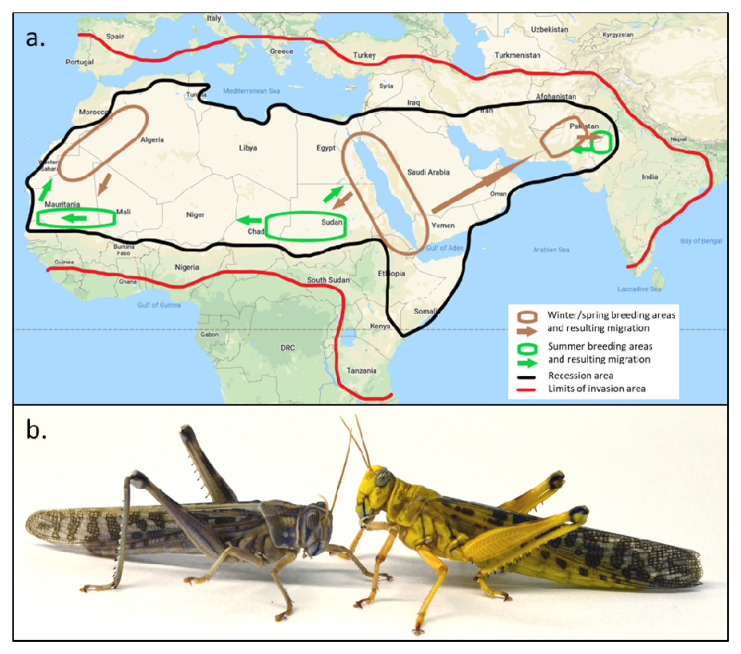 a.
Italy
Uzbekistan
Kyrgyzstan
Spain
Portugal
Greece
Turkey
Turkmenistan
Mediterranean Sea
Syria
Iraq
Afghanistan
Iran
Morocco
Algeria
Libya
Egypt
Pakistan
Nepal
Western
Sahara
Saudi Arabia
India
Oman
Mauritania
Mali
Niger
Chad
Sudan
Yemen
Gulf of Aden
Arabian Sea
Bay of Bengal
Burkina
Faso
Guinea
Ghana
Nigeria
South Sudan
Ethiopia
Somali
Laccadive Sea
Gulf of Guinea
Gabon
DRC
Kenya
Tanzania
Winter/spring breeding areas
and resulting migration
Summer breeding areas
and resulting migration
Recession area
Limits of invasion area
b.